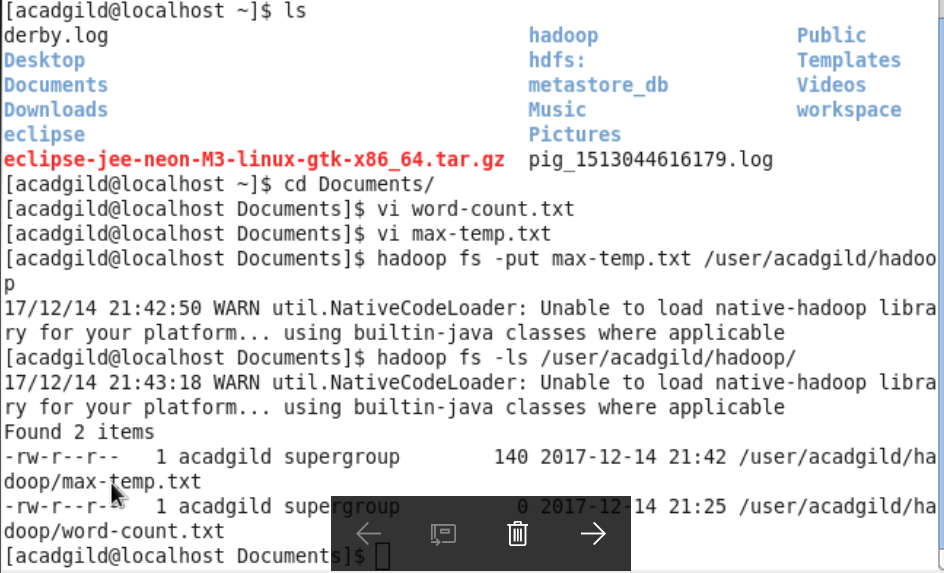 [acadgild@localhost ~]$ ls
derby.log hadoop Public
Desktop hdfs: Templates
Documents metastore_db Videos
Downloads Music workspace
eclipse Pictures
eclipse-jee-neon-M3-linux-gtk-x86_64.tar.gz pig_1513044616179.log
[acadgild@localhost ~]$ cd Documents/
[acadgild@localhost Documents]$ vi word-count.txt
[acadgild@localhost Documents]$ vi max-temp.txt
[acadgild@localhost Documents]$ hadoop fs -put max-temp.txt /user/acadgild/hadoo
p
17/12/14 21:42:50 WARN util.NativeCodeLoader: Unable to load native-hadoop libra
ry for your platform... using builtin-java classes where applicable
[acadgild@localhost Documents]$ hadoop fs -ls /user/acadgild/hadoop/
17/12/14 21:43:18 WARN util.NativeCodeLoader: Unable to load native-hadoop libra
ry for your platform... using builtin-java classes where applicable
Found 2 items
-rw-r--r-- 1 acadgild supergroup 140 2017-12-14 21:42 /user/acadgild/ha
doop/max-temp.txt
-rw-r--r-- 1 acadgild supergroup 0 2017-12-14 21:25 /user/acadgild/ha
doop/word-count.txt
[acadgild@localhost Documents]$